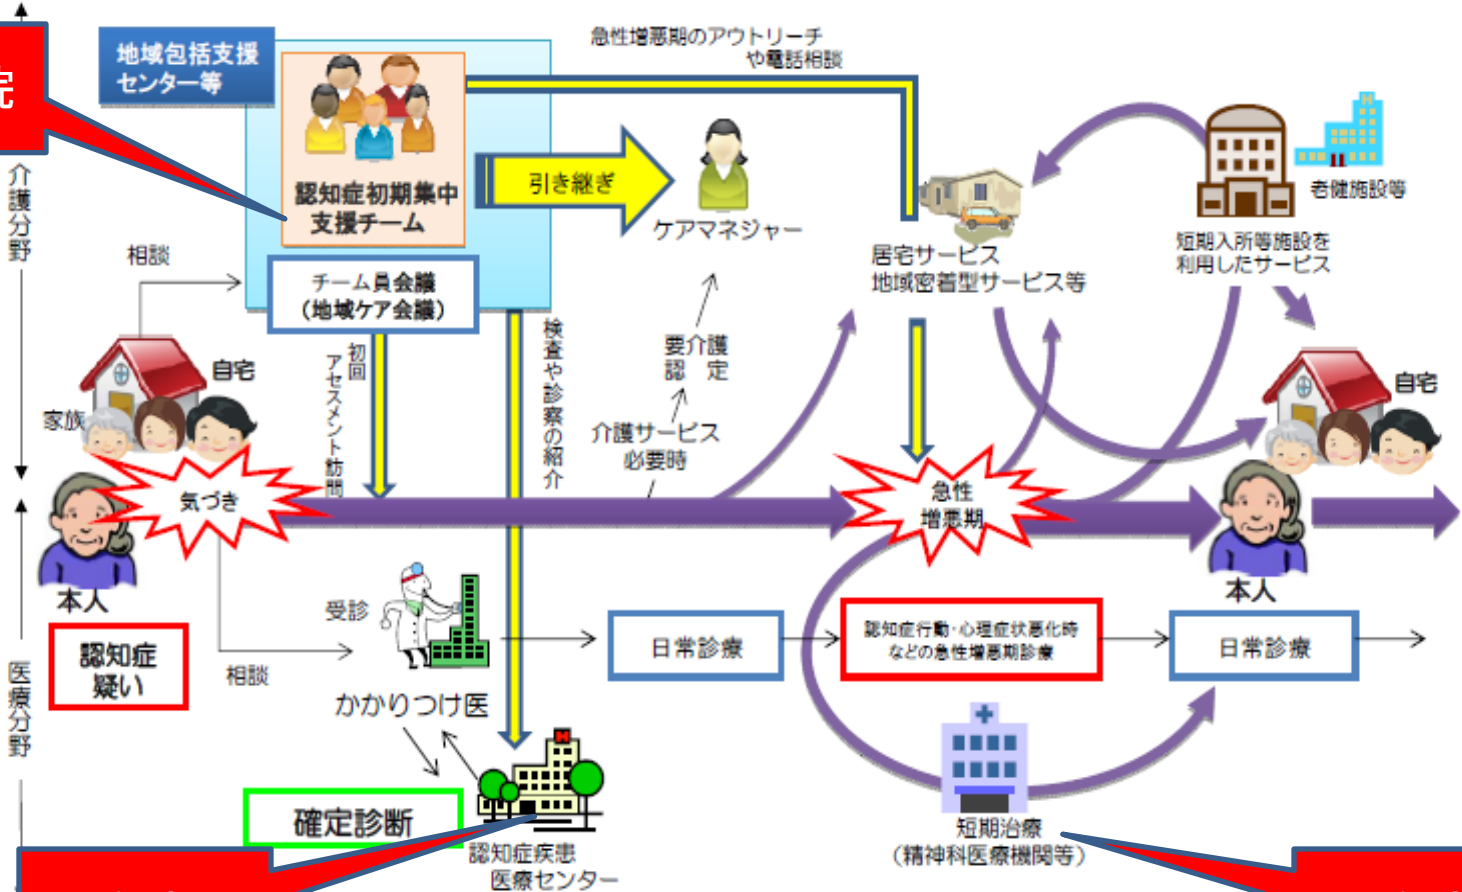 院
地域包括支援
センター等
急性増悪期のアウトリーチ
や電話相談
認知症初期集中
支援チーム
引き継ぎ
ケアマネジャー
チーム員会議
（地域ケア会議）
居宅サービス
地域密着型サービス等
老健施設等
短期入所等施設を
利用したサービス
介護分野
相談
自宅
家族
初回
アセスメント訪問
検査や診察の紹介
要介護
認　定
介護サービス
必要時
自宅
気づき
急性
増悪期
本人
本人
認知症
疑い
医療分野
相談
受診
かかりつけ医
日常診療
認知症行動・心理症状悪化時
などの急性増悪期診療
日常診療
確定診断
認知症疾患
医療センター
短期治療
（精神科医療機関等）